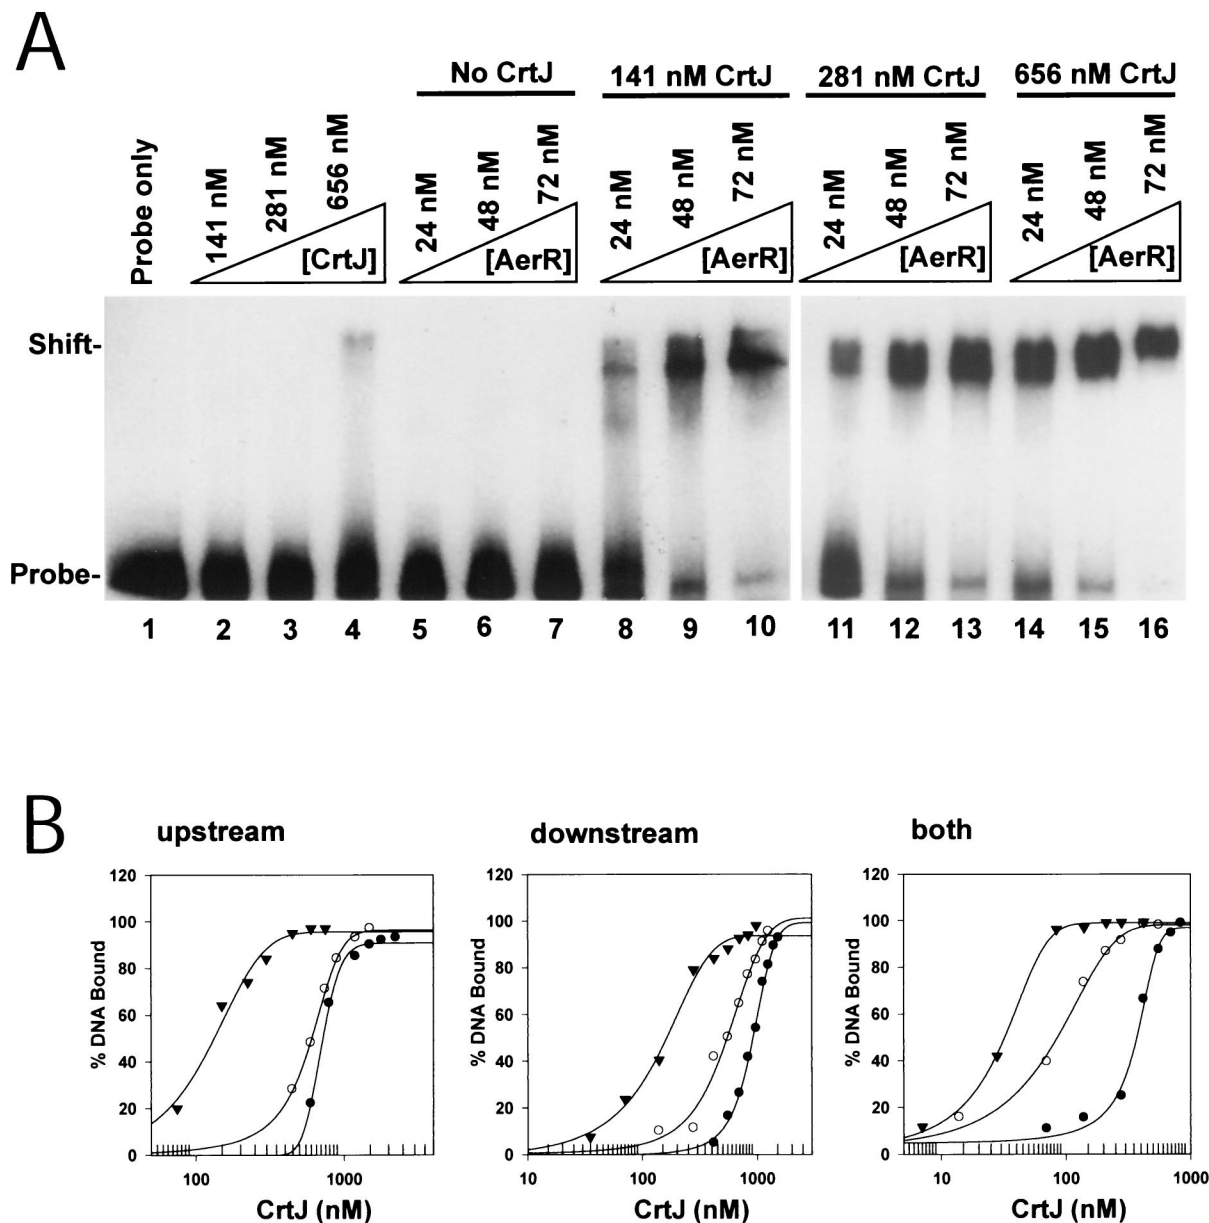 A
No CrtJ 141 nM CrtJ 281 nM CrtJ 656 nM CrtJ
Probe only 141 nM 281 nM 656 nM 24 nM 48 nM 72 nM 24 nM 48 nM 72 nM 24 nM 48 nM 72 nM 24 nM 48 nM 72 nM
[CrtJ] [AerR] [AerR] [AerR] [AerR]
Shift-
Probe-
1 2 3 4 5 6 7 8 9 10 11 12 13 14 15 16
B
upstream
120
100
80
60
40
20
0
% DNA Bound
100 1000
CrtJ (nM)
downstream
120
100
80
60
40
20
0
% DNA Bound
10 100 1000
CrtJ (nM)
both
120
100
80
60
40
20
0
% DNA Bound
10 100 1000
CrtJ (nM)